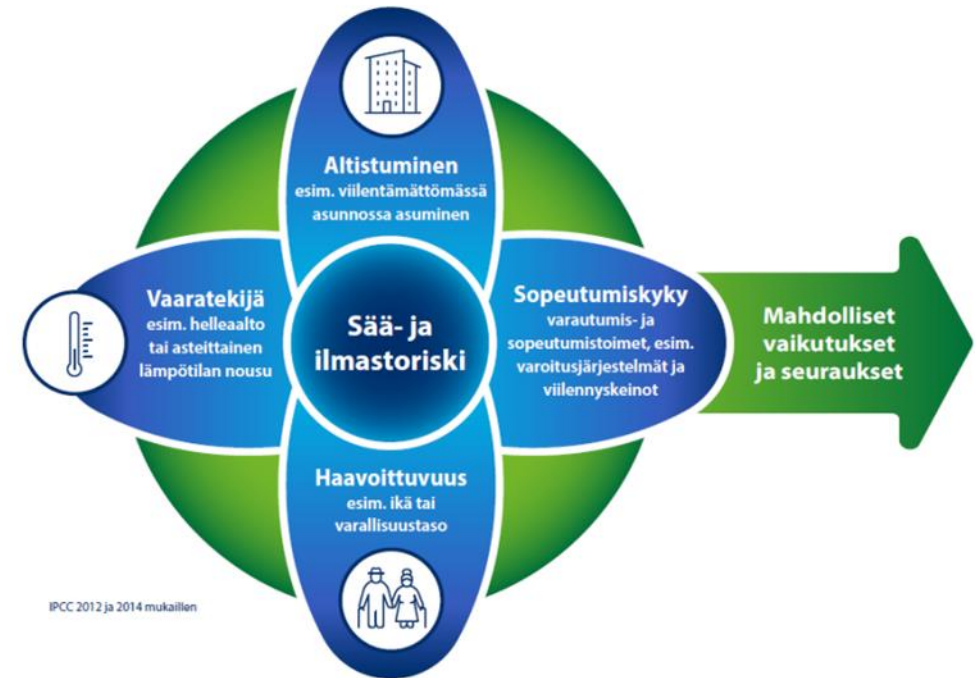 Altistuminen
esim. viilentämättömässä
asunnossa asuminen
Vaaratekijä
esim. helleaalto
tai asteittainen
lämpötilan nousu
Sää- ja
ilmastoriski
Sopeutumiskyky
varautumis- ja
sopeutumistoimet, esim.
varoitusjärjestelmät ja
viilennyskeinot
Mahdolliset
vaikutukset
ja seuraukset
Haavoittuvuus
esim. ikä tai
varallisuustaso
IPCC 2012 ja 2014 mukaillen